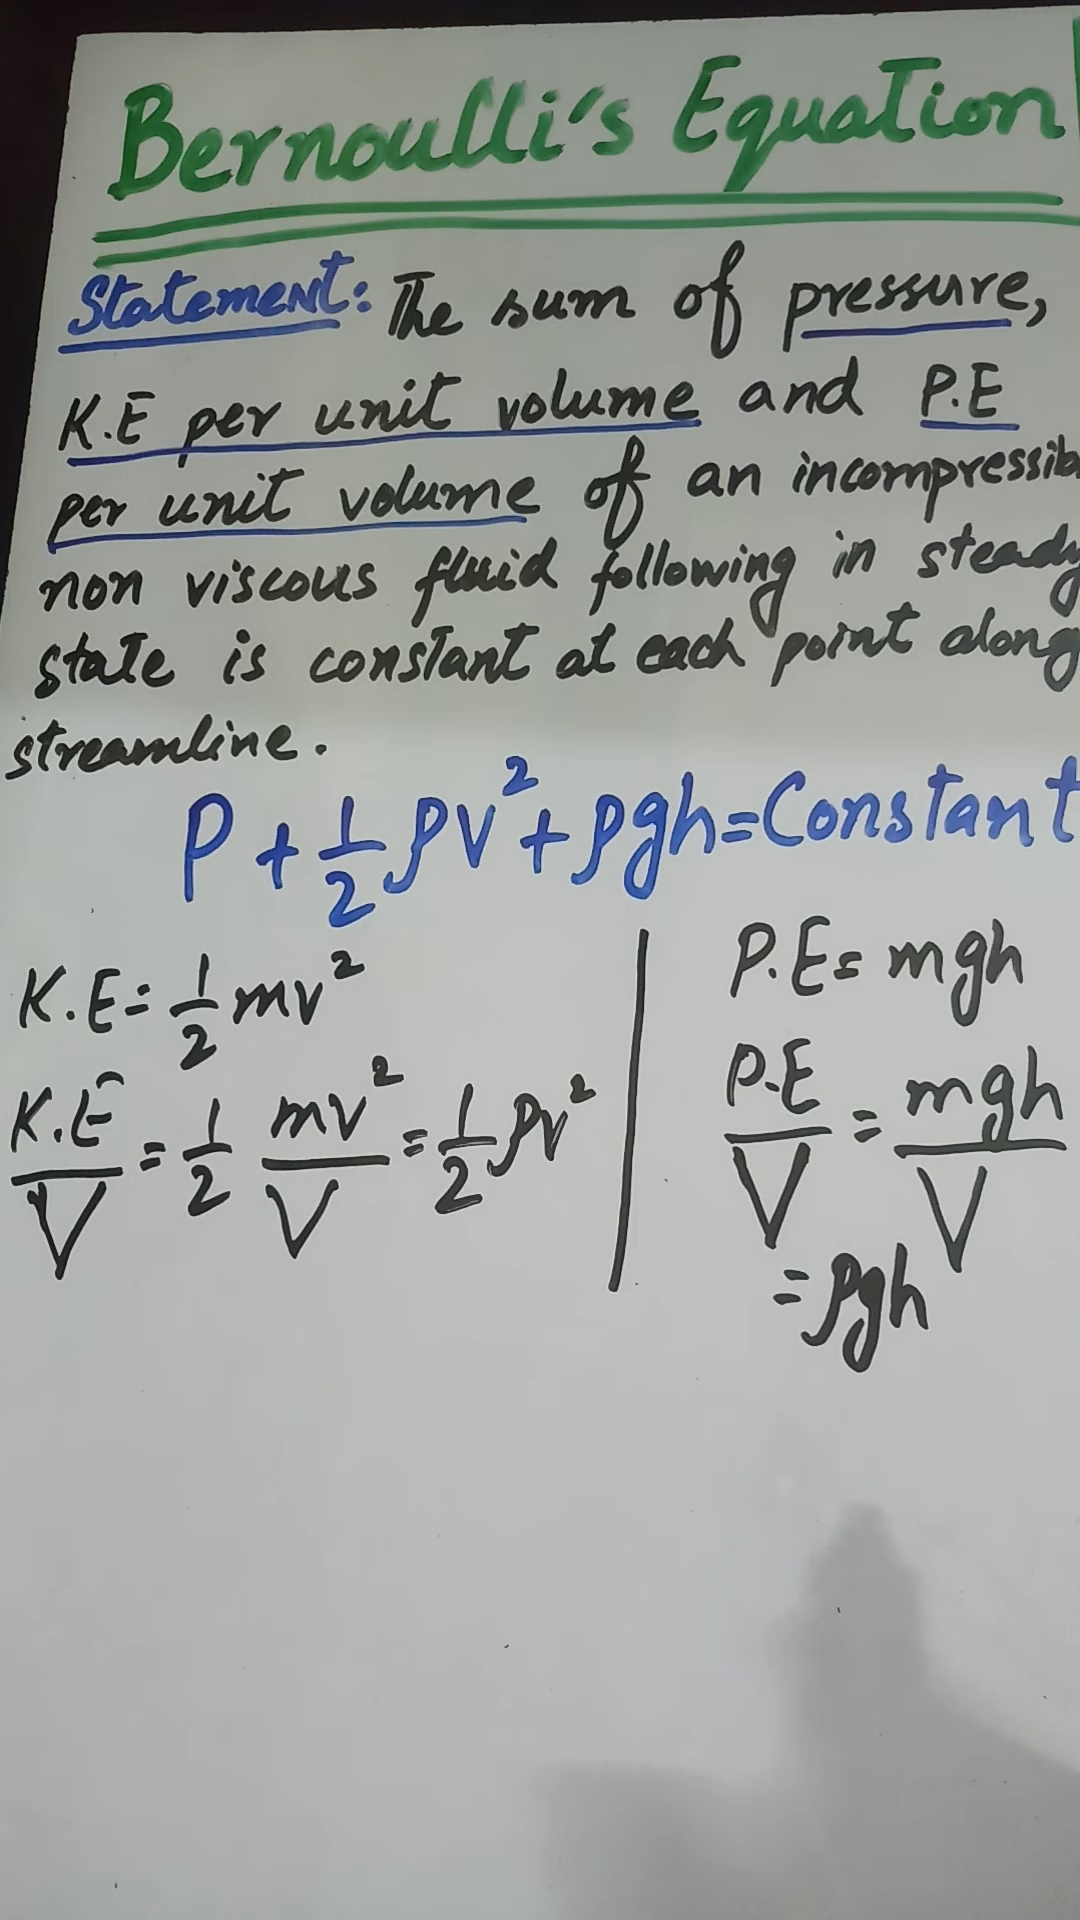 Bernoulli's Equation
Statement: The sum of pressure,
K.E per unit volume and P.E
per unit volume of an incompressib
non viscous fluid following in steady
state is constant at each point along
streamline.
P + 1/2 ρv² + ρgh = Constant
K.E = 1/2 mv²
K.E/V = 1/2 mv²/V = 1/2 ρv²
P.E = mgh
P.E/V = mgh/V
= ρgh